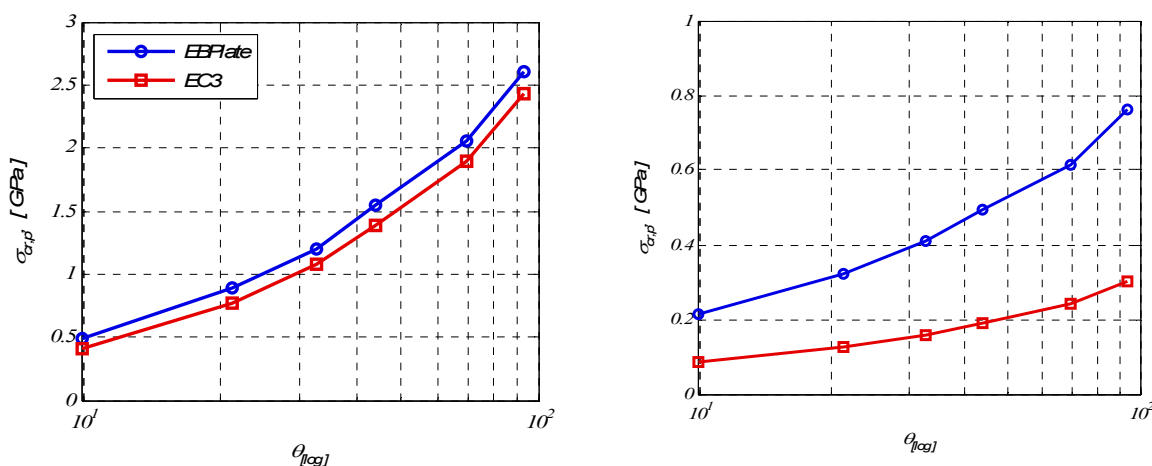 3
2.5
2
1.5
1
0.5
0
EBPlate
EC3
σcr,p' [GPa]
10¹
10²
θ[log]
1
0.8
0.6
0.4
0.2
0
σcr,p' [GPa]
10¹
10²
θ[log]